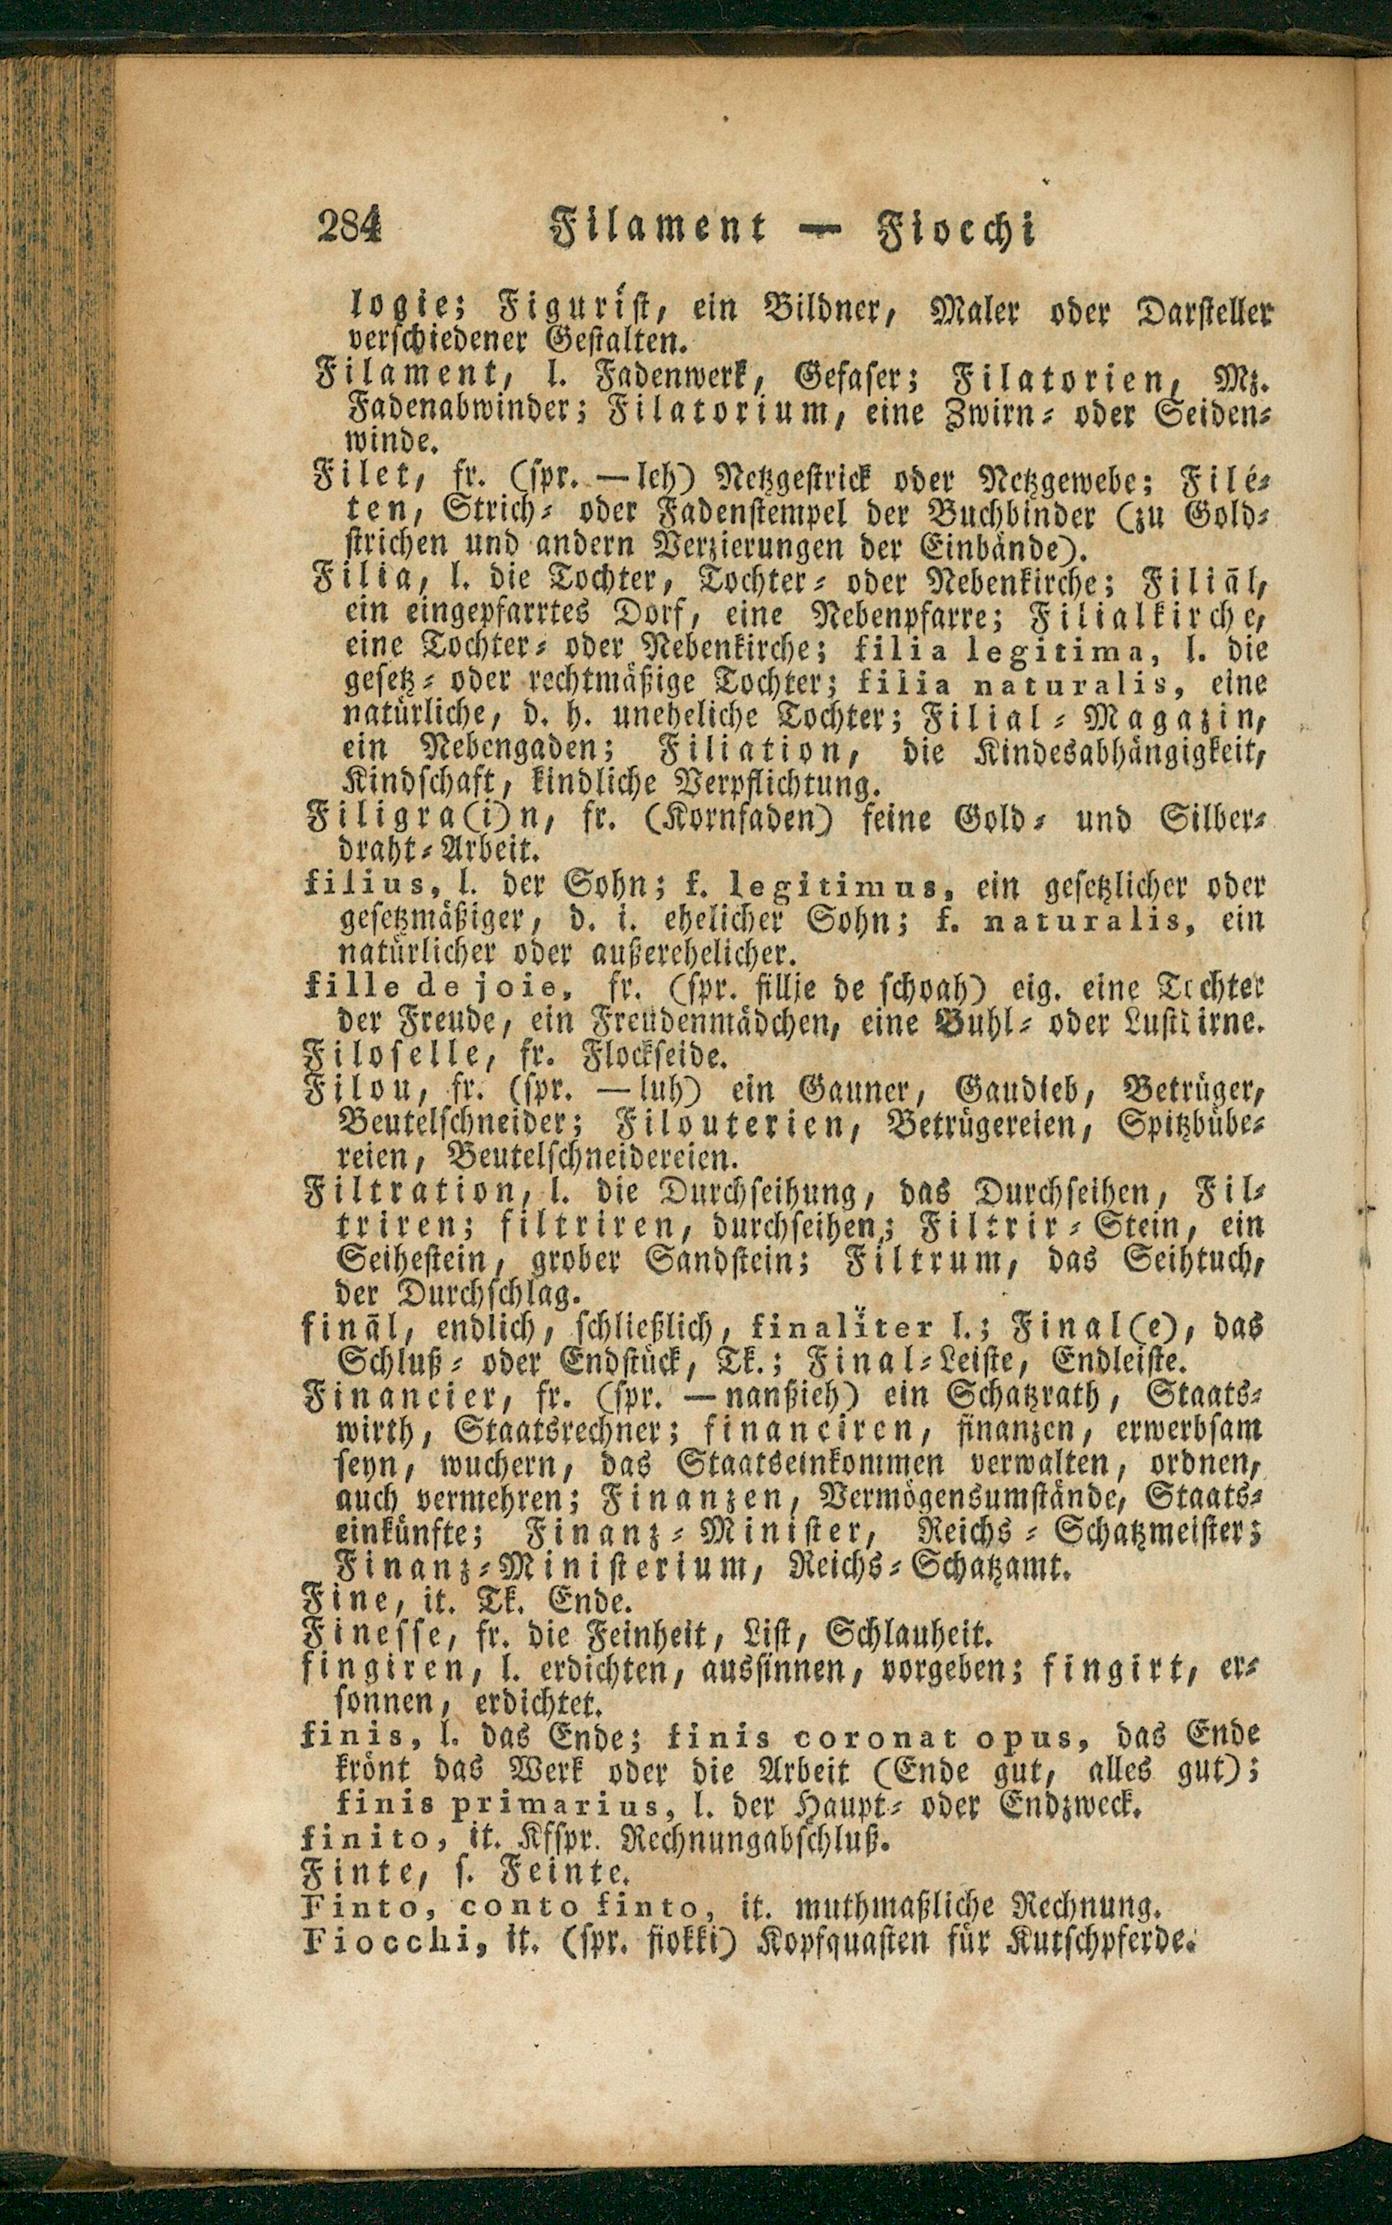 284 Filament — Fiocchi
logie; Figuríst, ein Bildner, Maler oder Darsteller
verschiedener Gestalten.
Filament, l. Fadenwerk, Gefaser; Filatorien, Mz.
Fadenabwinder; Filatorium, eine Zwirn- oder Seiden-
winde.
Filet, fr. (spr. —leh) Netzgestrick oder Netzgewebe; Filé-
ten, Strich- oder Fadenstempel der Buchbinder (zu Gold-
strichen und andern Verzierungen der Einbände).
Filia, l. die Tochter, Tochter- oder Nebenkirche; Filiāl,
ein eingepfarrtes Dorf, eine Nebenpfarre; Filialkirche,
eine Tochter- oder Nebenkirche; filia legitima, l. die
gesetz- oder rechtmäßige Tochter; filia naturalis, eine
natürliche, d. h. uneheliche Tochter; Filial-Magazin,
ein Nebengaden; Filiation, die Kindesabhängigkeit,
Kindschaft, kindliche Verpflichtung.
Filigra(i)n, fr. (Kornfaden) feine Gold- und Silber-
draht-Arbeit.
filius, l. der Sohn; f. legitimus, ein gesetzlicher oder
gesetzmäßiger, d. i. ehelicher Sohn; f. naturalis, ein
natürlicher oder außerehelicher.
fille de joie, fr. (spr. fillje de schoah) eig. eine Tochter
der Freude, ein Freudenmädchen, eine Buhl- oder Lustdirne.
Filoselle, fr. Flockseide.
Filou, fr. (spr. —luh) ein Gauner, Gaudieb, Betrüger,
Beutelschneider; Filouterien, Betrügereien, Spitzbübe-
reien, Beutelschneidereien.
Filtration, l. die Durchseihung, das Durchseihen, Fil-
triren; filtriren, durchseihen; Filtrir-Stein, ein
Seihestein, grober Sandstein; Filtrum, das Seihtuch,
der Durchschlag.
fināl, endlich, schließlich, finalĭter l.; Final(e), das
Schluß- oder Endstück, Tk.; Final-Leiste, Endleiste.
Financier, fr. (spr. —nanßieh) ein Schatzrath, Staats-
wirth, Staatsrechner; financiren, finanzen, erwerbsam
seyn, wuchern, das Staatseinkommen verwalten, ordnen,
auch vermehren; Finanzen, Vermögensumstände, Staats-
einkünfte; Finanz-Minister, Reichs-Schatzmeister;
Finanz-Ministerium, Reichs-Schatzamt.
Fine, it. Tk. Ende.
Finesse, fr. die Feinheit, List, Schlauheit.
fingiren, l. erdichten, aussinnen, vorgeben; fingirt, er-
sonnen, erdichtet.
finis, l. das Ende; finis coronat opus, das Ende
krönt das Werk oder die Arbeit (Ende gut, alles gut);
finis primarius, l. der Haupt- oder Endzweck.
finito, it. Kfspr. Rechnungabschluß.
Finte, s. Feinte.
Finto, conto finto, it. muthmaßliche Rechnung.
Fiocchi, it. (spr. fiokki) Kopfquasten für Kutschpferde.